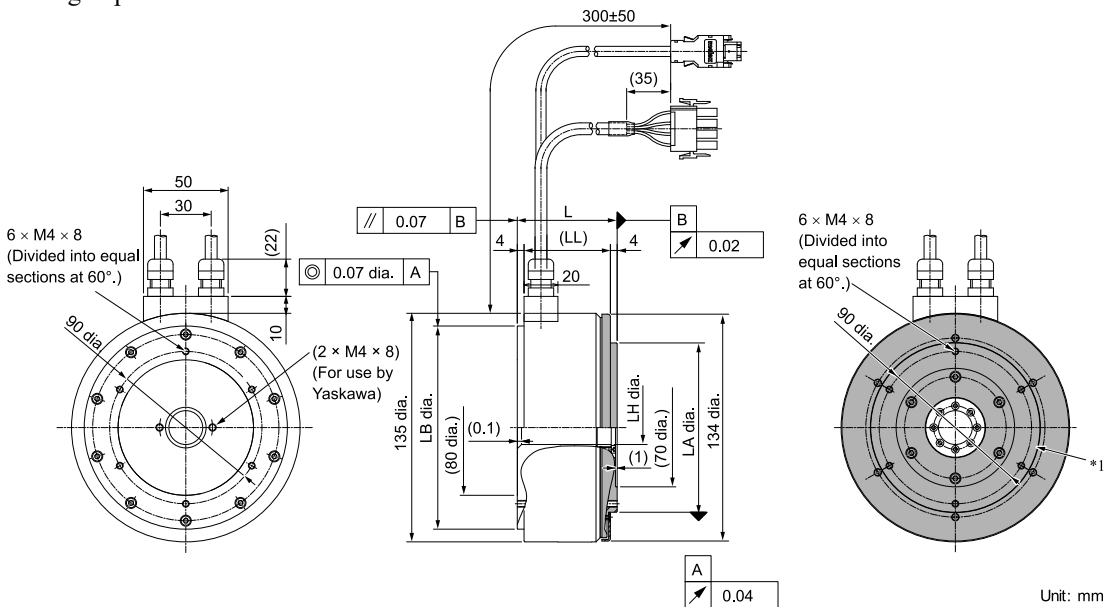 300±50
(35)
50
30
(22)
10
6 × M4 × 8
(Divided into equal
sections at 60°.)
90 dia.
(2 × M4 × 8)
(For use by
Yaskawa)
// 0.07 B
L
B
↗ 0.02
4
(LL)
4
20
◎ 0.07 dia. A
135 dia.
LB dia.
(80 dia.)
(0.1)
LH dia.
(1)
(70 dia.)
LA dia.
134 dia.
A
↗ 0.04
6 × M4 × 8
(Divided into
equal sections
at 60°.)
90 dia.
*1
Unit: mm